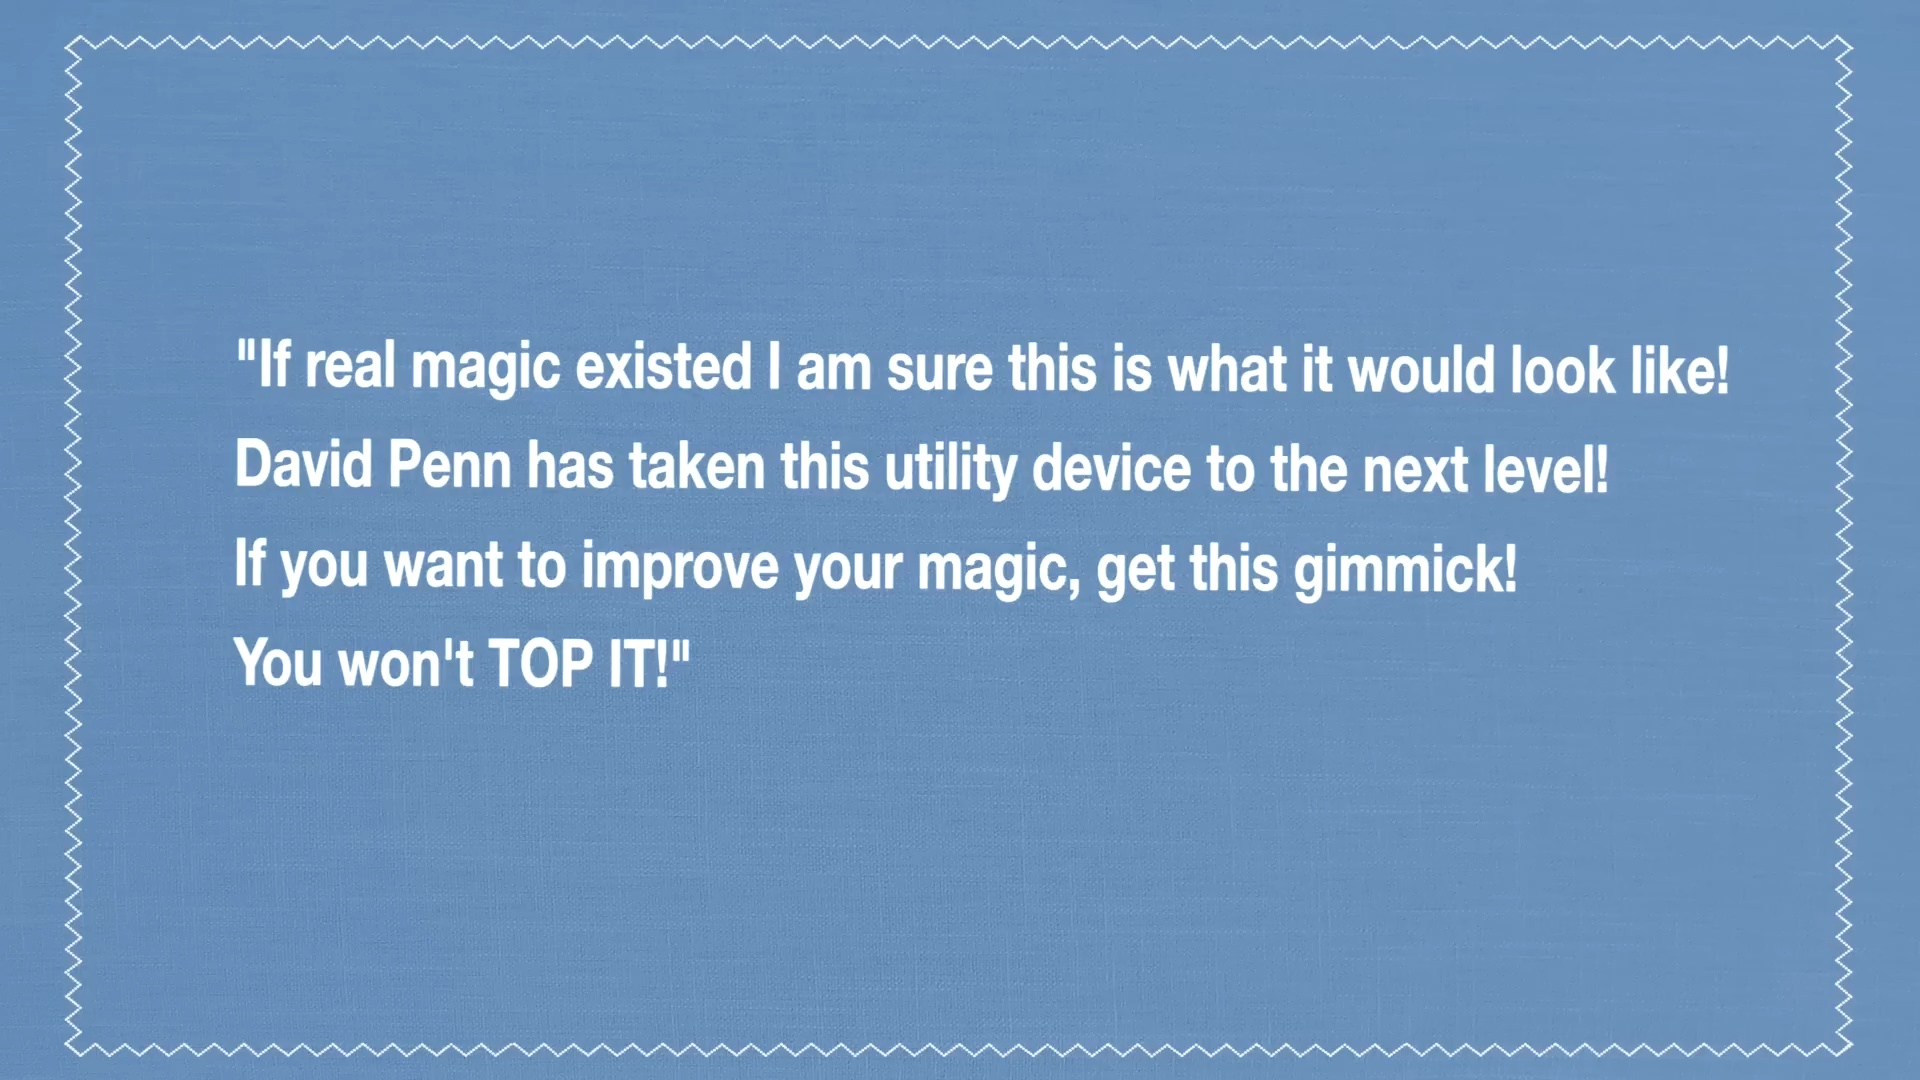 "If real magic existed I am sure this is what it would look like!
David Penn has taken this utility device to the next level!
If you want to improve your magic, get this gimmick!
You won't TOP IT!"